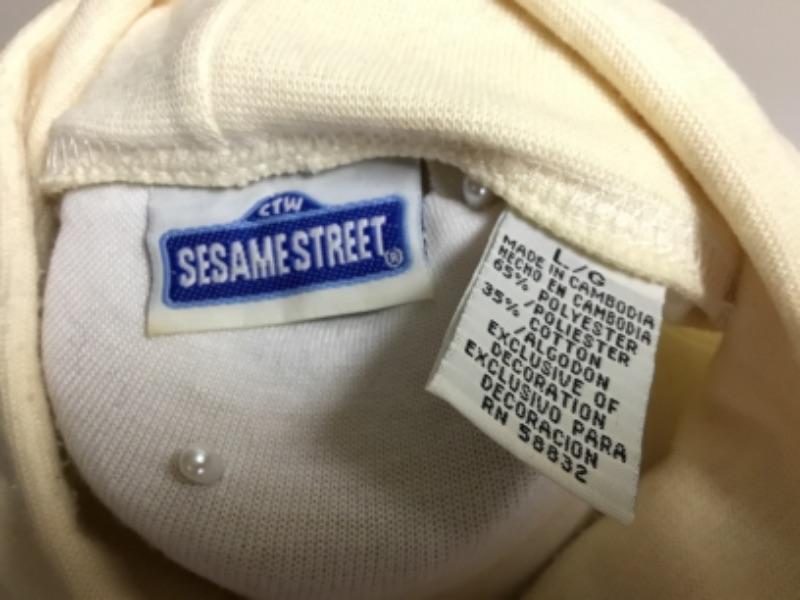 CTW
SESAME STREET®
L/G
MADE IN CAMBODIA
HECHO EN CAMBODIA
65% /POLYESTER
/POLIESTER
35% /COTTON
/ALGODON
EXCLUSIVE OF
DECORATION
EXCLUSIVO PARA
DECORACION
RN 58832